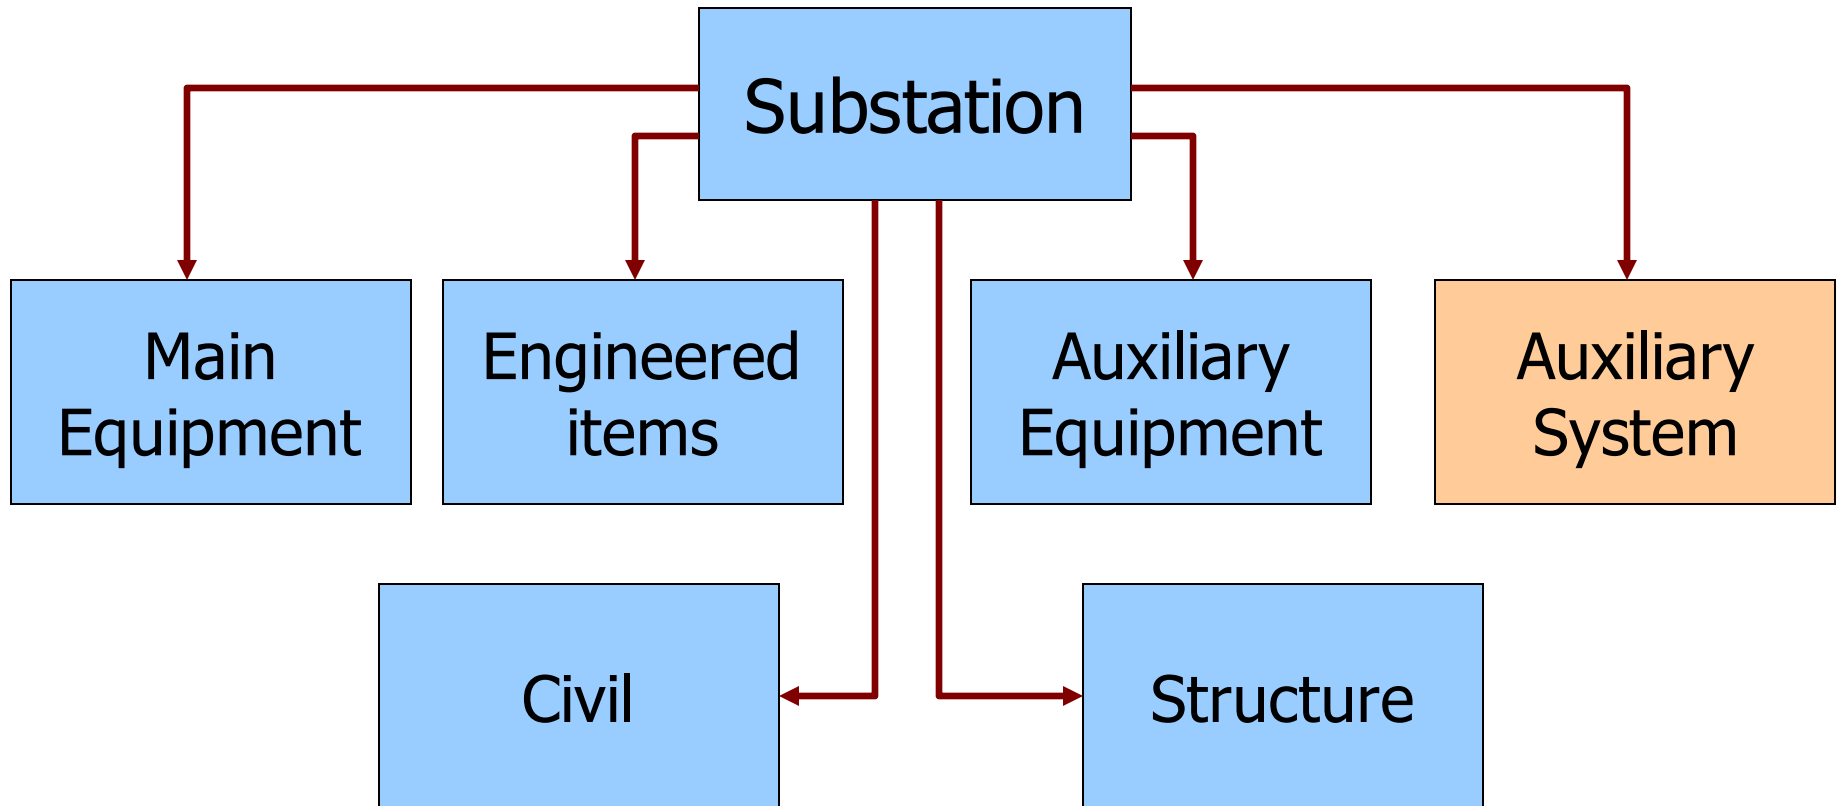 Substation
Main
Equipment
Engineered
items
Auxiliary
Equipment
Auxiliary
System
Civil
Structure